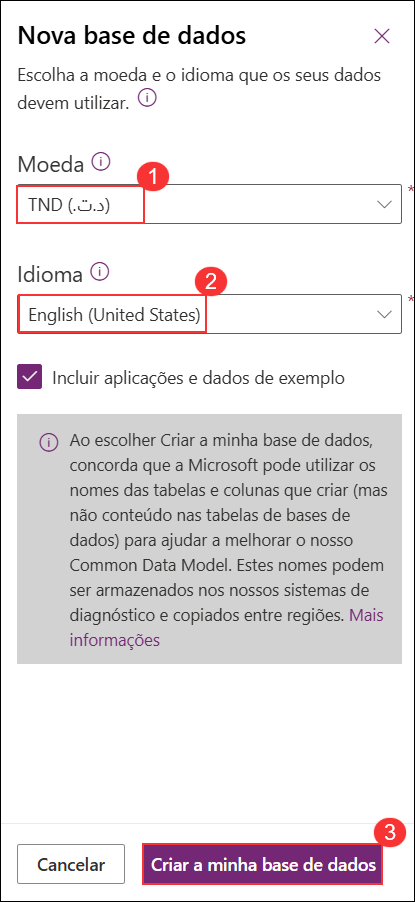 Nova base de dados
Escolha a moeda e o idioma que os seus dados
devem utilizar.
Moeda
1
TND (د.ت.)
*
Idioma
2
English (United States)
*
Incluir aplicações e dados de exemplo
Ao escolher Criar a minha base de dados,
concorda que a Microsoft pode utilizar os
nomes das tabelas e colunas que criar (mas
não conteúdo nas tabelas de bases de
dados) para ajudar a melhorar o nosso
Common Data Model. Estes nomes podem
ser armazenados nos nossos sistemas de
diagnóstico e copiados entre regiões. Mais
informações
3
Cancelar
Criar a minha base de dados